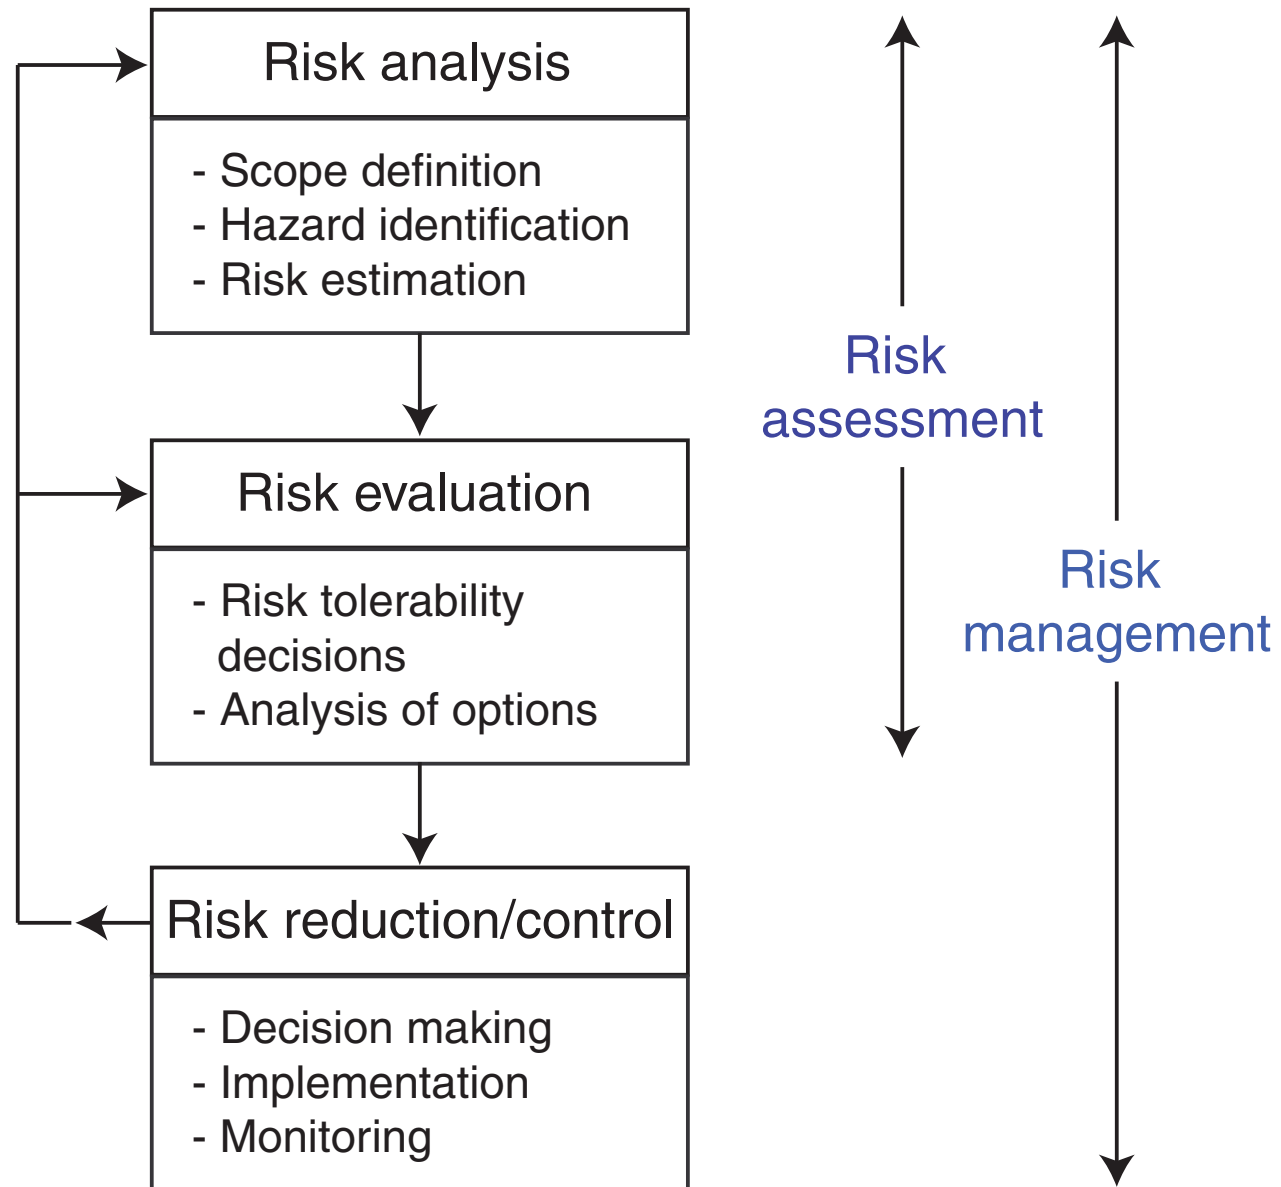 Risk analysis
- Scope definition
- Hazard identification
- Risk estimation
Risk evaluation
- Risk tolerability
decisions
- Analysis of options
Risk reduction/control
- Decision making
- Implementation
- Monitoring
Risk
assessment
Risk
management